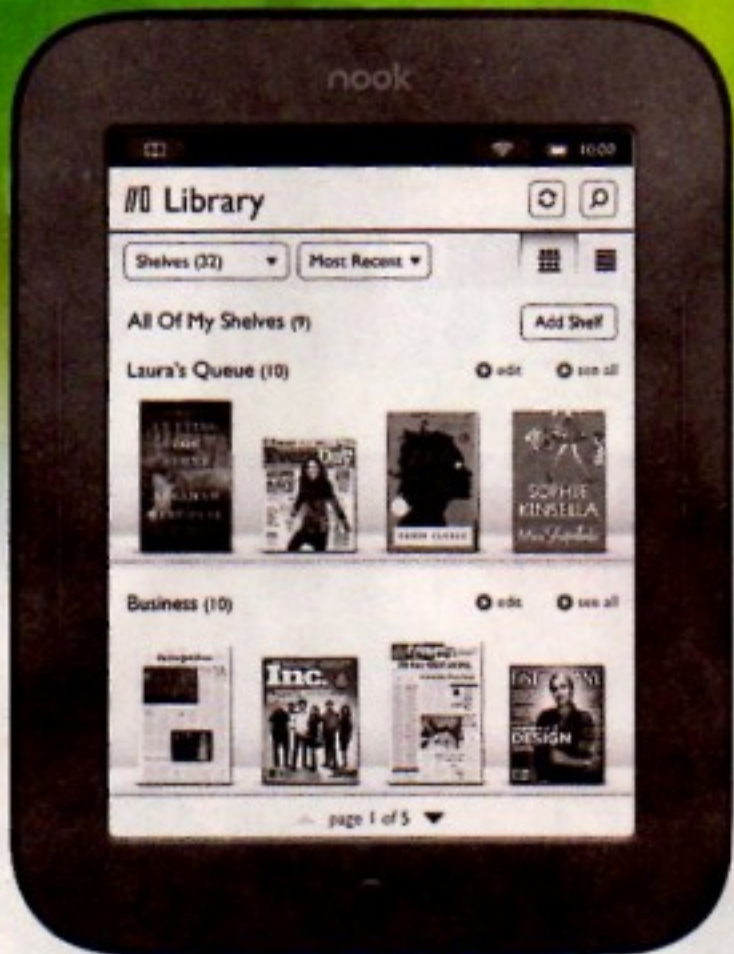 nook
10:00
Library
Shelves (32)
Most Recent
All Of My Shelves (9)
Add Shelf
Laura's Queue (10)
edit
see all
SOPHIE
KINSELLA
Business (10)
edit
see all
Inc.
DESIGN
page 1 of 5